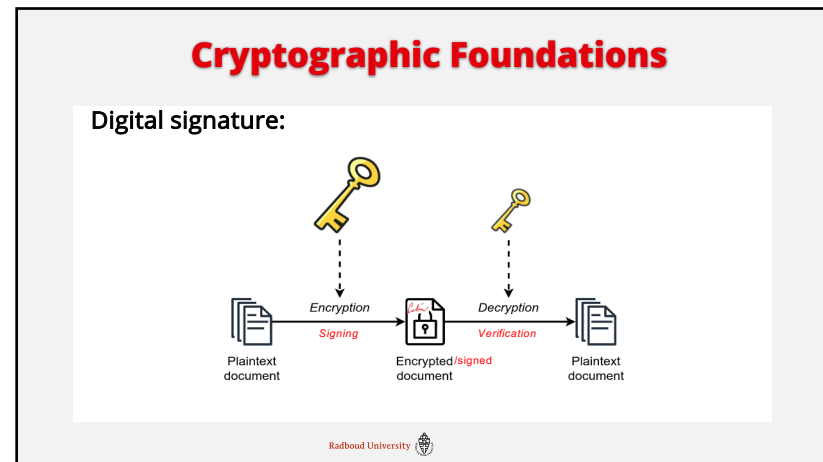 Cryptographic Foundations
Digital signature:
Encryption
Decryption
Signing
Verification
Plaintext
document
Encrypted/signed
document
Plaintext
document
Radboud University